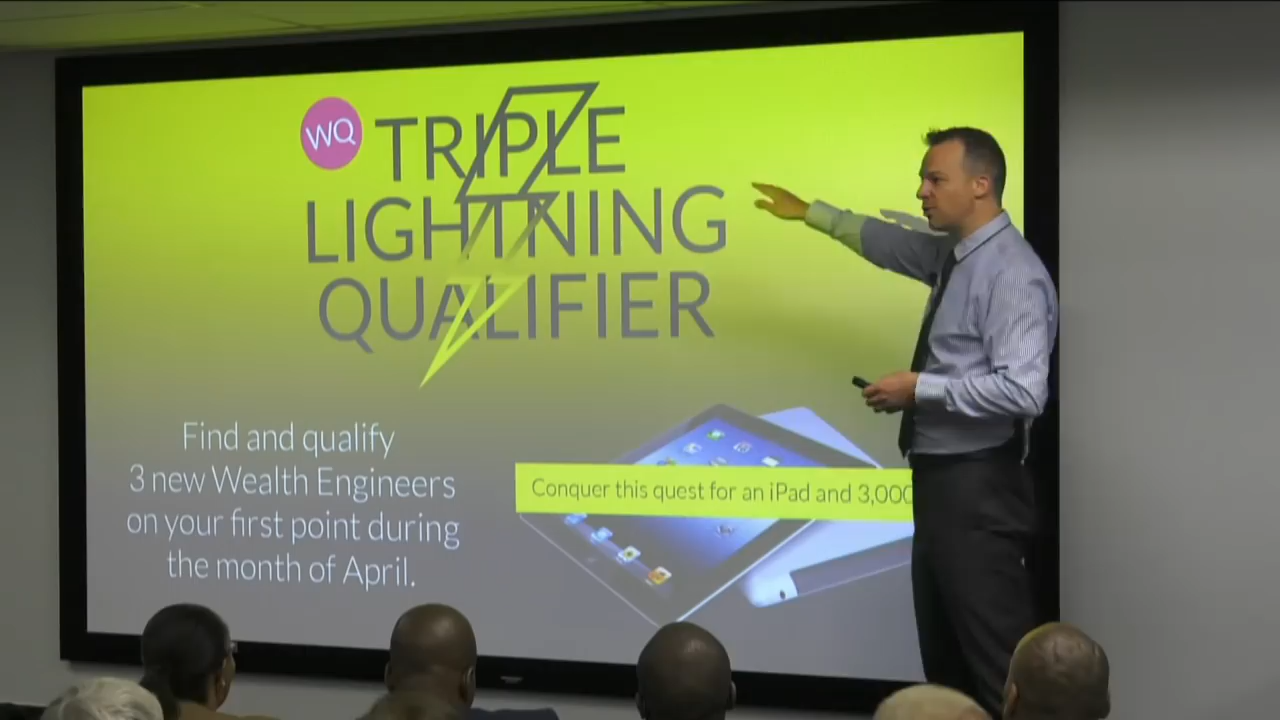 WQ
TRIPLE
LIGHTNING
QUALIFIER
Find and qualify
3 new Wealth Engineers
on your first point during
the month of April.
Conquer this quest for an iPad and 3,000